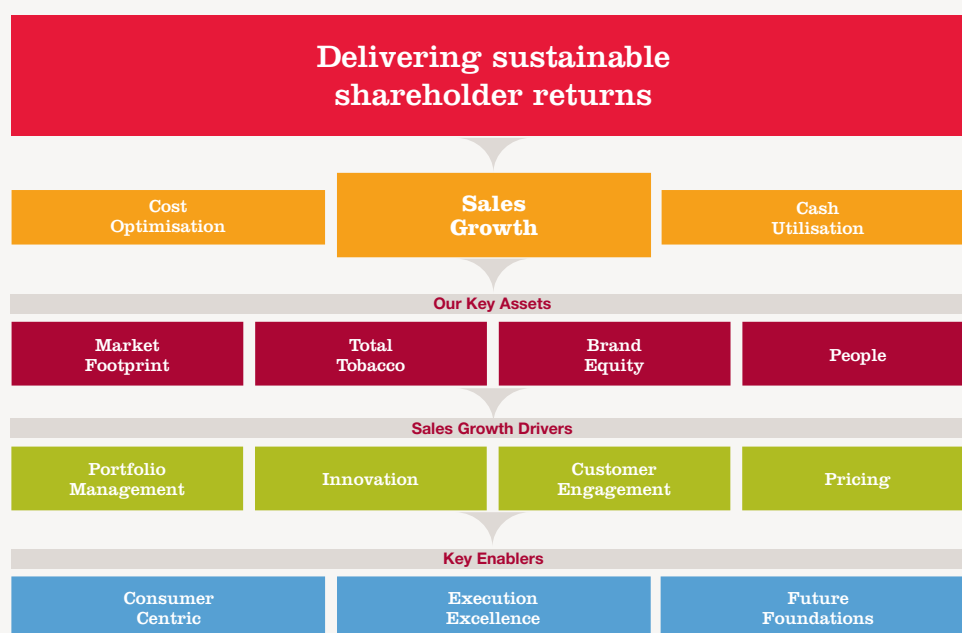 Delivering sustainable
shareholder returns
Cost
Optimisation
Sales
Growth
Cash
Utilisation
Our Key Assets
Market
Footprint
Total
Tobacco
Brand
Equity
People
Sales Growth Drivers
Portfolio
Management
Innovation
Customer
Engagement
Pricing
Key Enablers
Consumer
Centric
Execution
Excellence
Future
Foundations